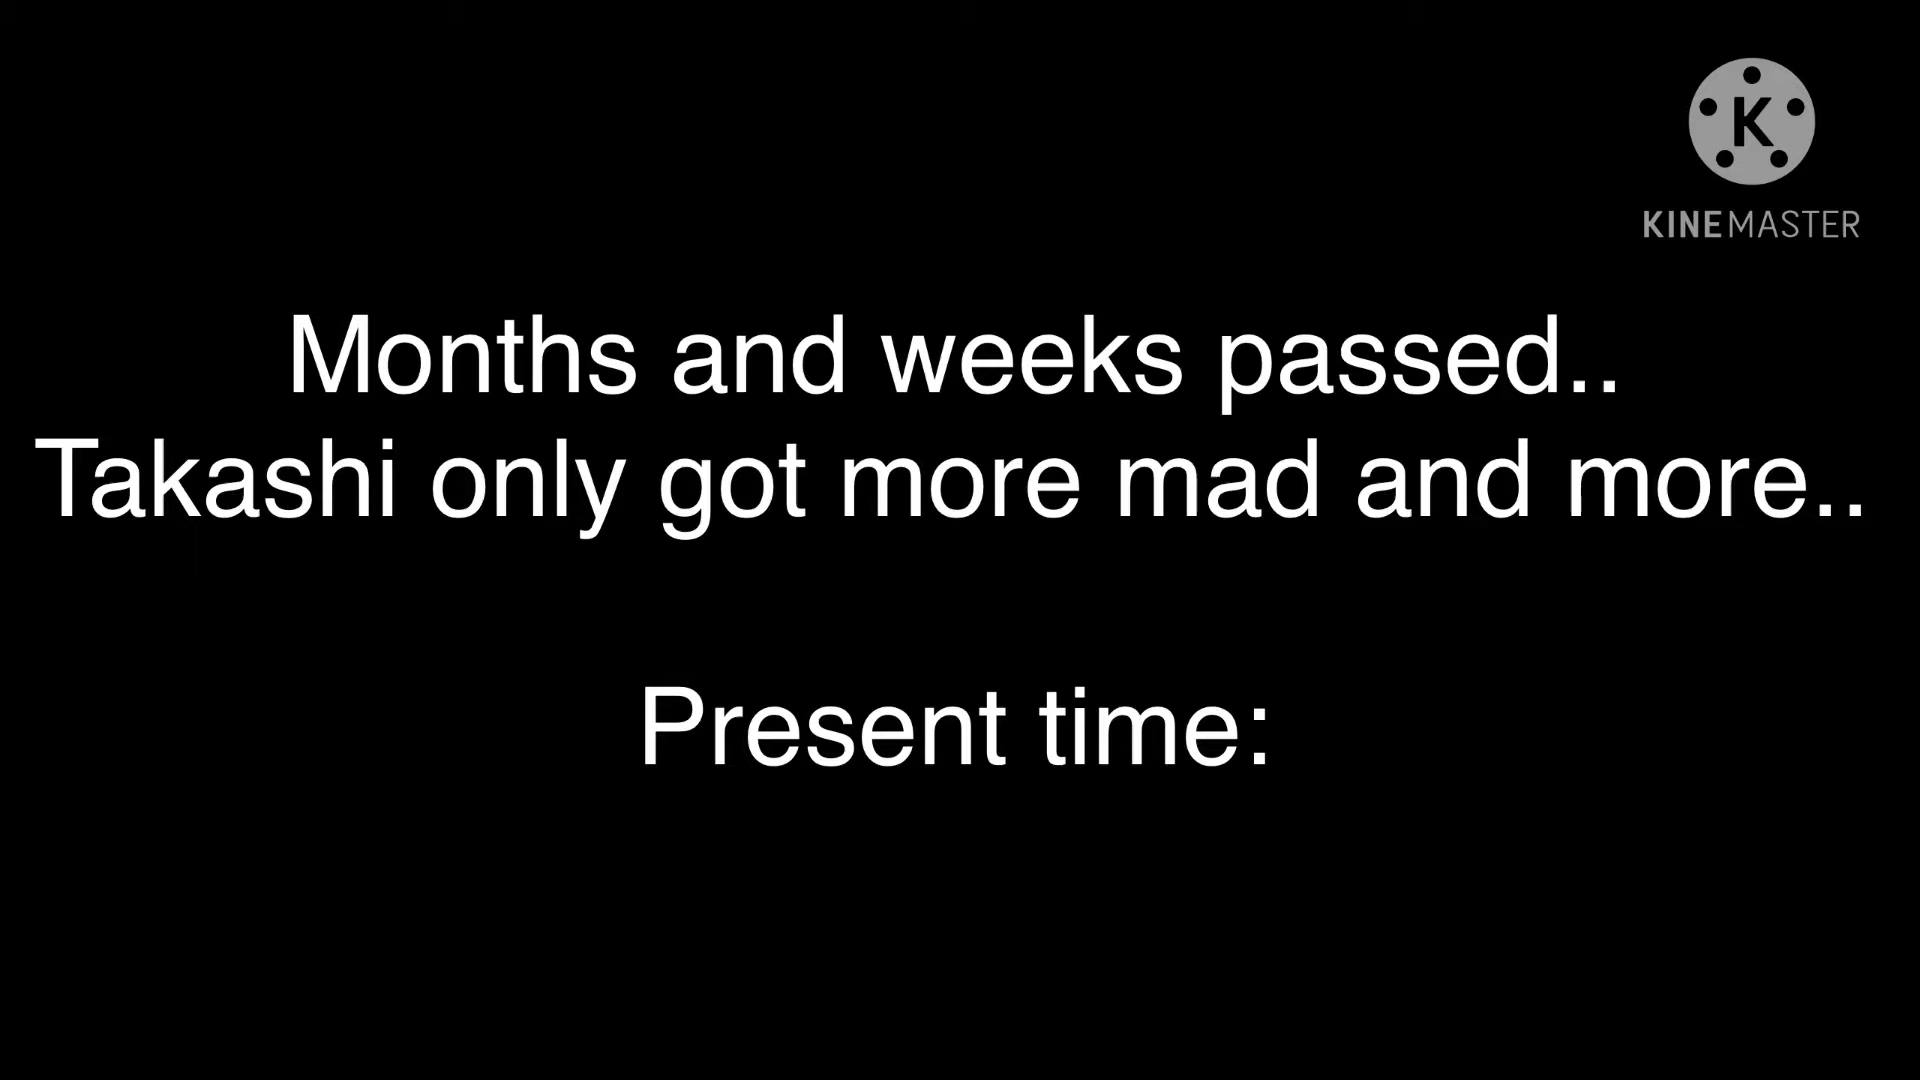 K
KINEMASTER
Months and weeks passed..
Takashi only got more mad and more..
Present time: